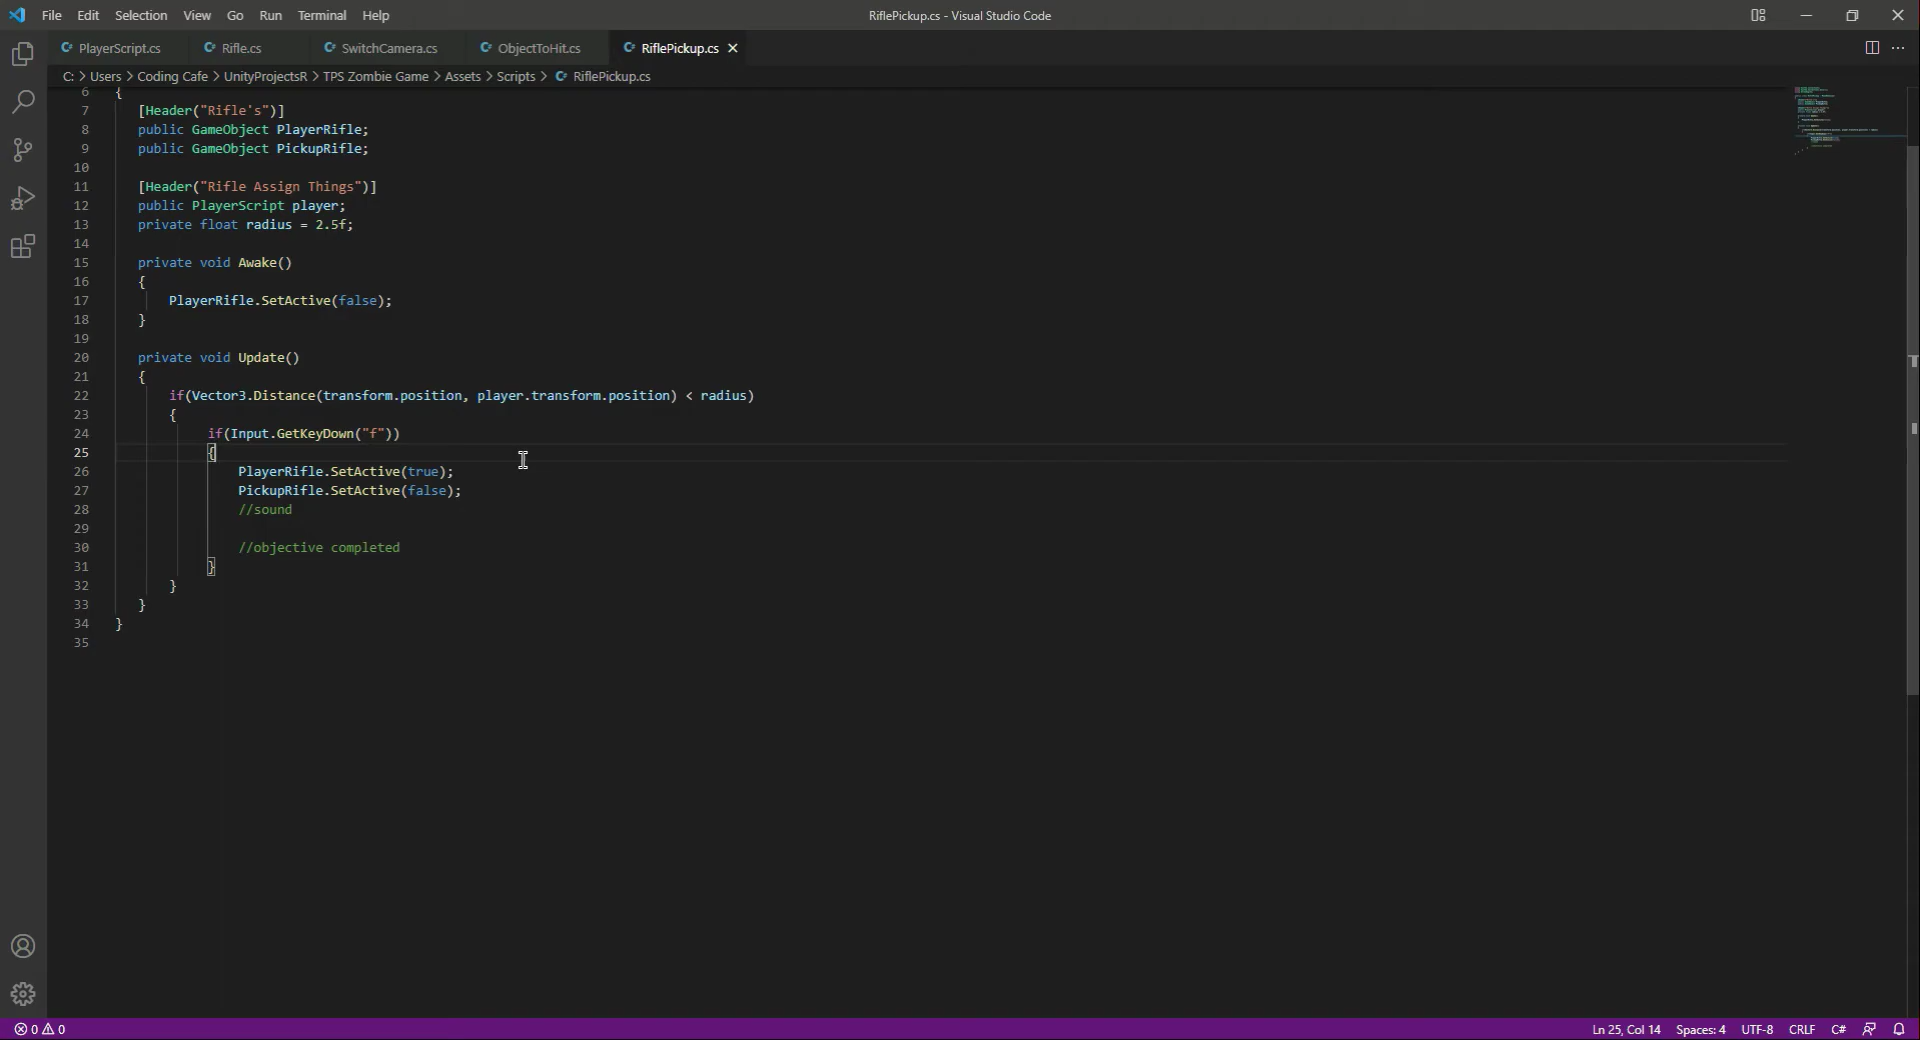 File Edit Selection View Go Run Terminal Help
RiflePickup.cs - Visual Studio Code
PlayerScript.cs Rifle.cs SwitchCamera.cs ObjectToHit.cs RiflePickup.cs
C: > Users > Coding Cafe > UnityProjectsR > TPS Zombie Game > Assets > Scripts > RiflePickup.cs
6 {
7 [Header("Rifle's")]
8 public GameObject PlayerRifle;
9 public GameObject PickupRifle;
10
11 [Header("Rifle Assign Things")]
12 public PlayerScript player;
13 private float radius = 2.5f;
14
15 private void Awake()
16 {
17 PlayerRifle.SetActive(false);
18 }
19
20 private void Update()
21 {
22 if(Vector3.Distance(transform.position, player.transform.position) < radius)
23 {
24 if(Input.GetKeyDown("f"))
25 {
26 PlayerRifle.SetActive(true);
27 PickupRifle.SetActive(false);
28 //sound
29
30 //objective completed
31 }
32 }
33 }
34 }
35
0 0
Ln 25, Col 14 Spaces: 4 UTF-8 CRLF C#